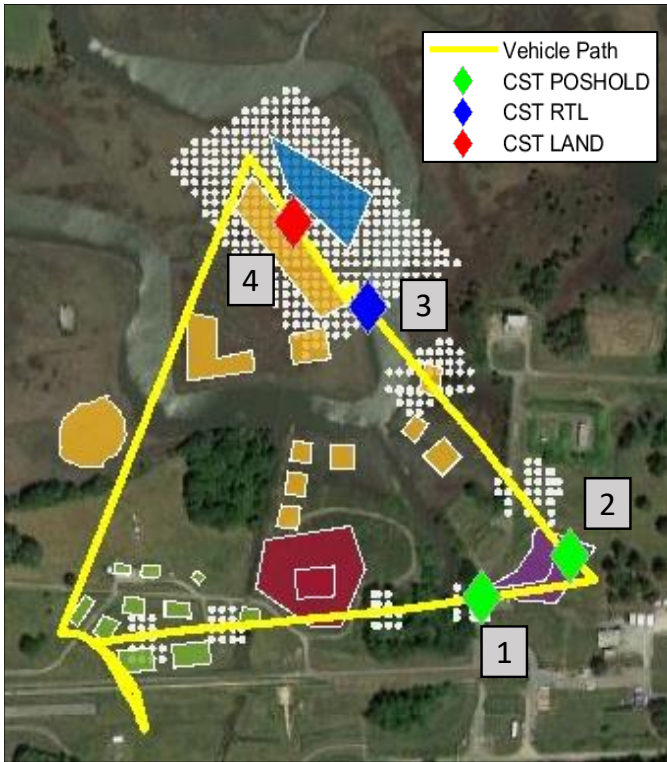 Vehicle Path
CST POSHOLD
CST RTL
CST LAND
4
3
2
1